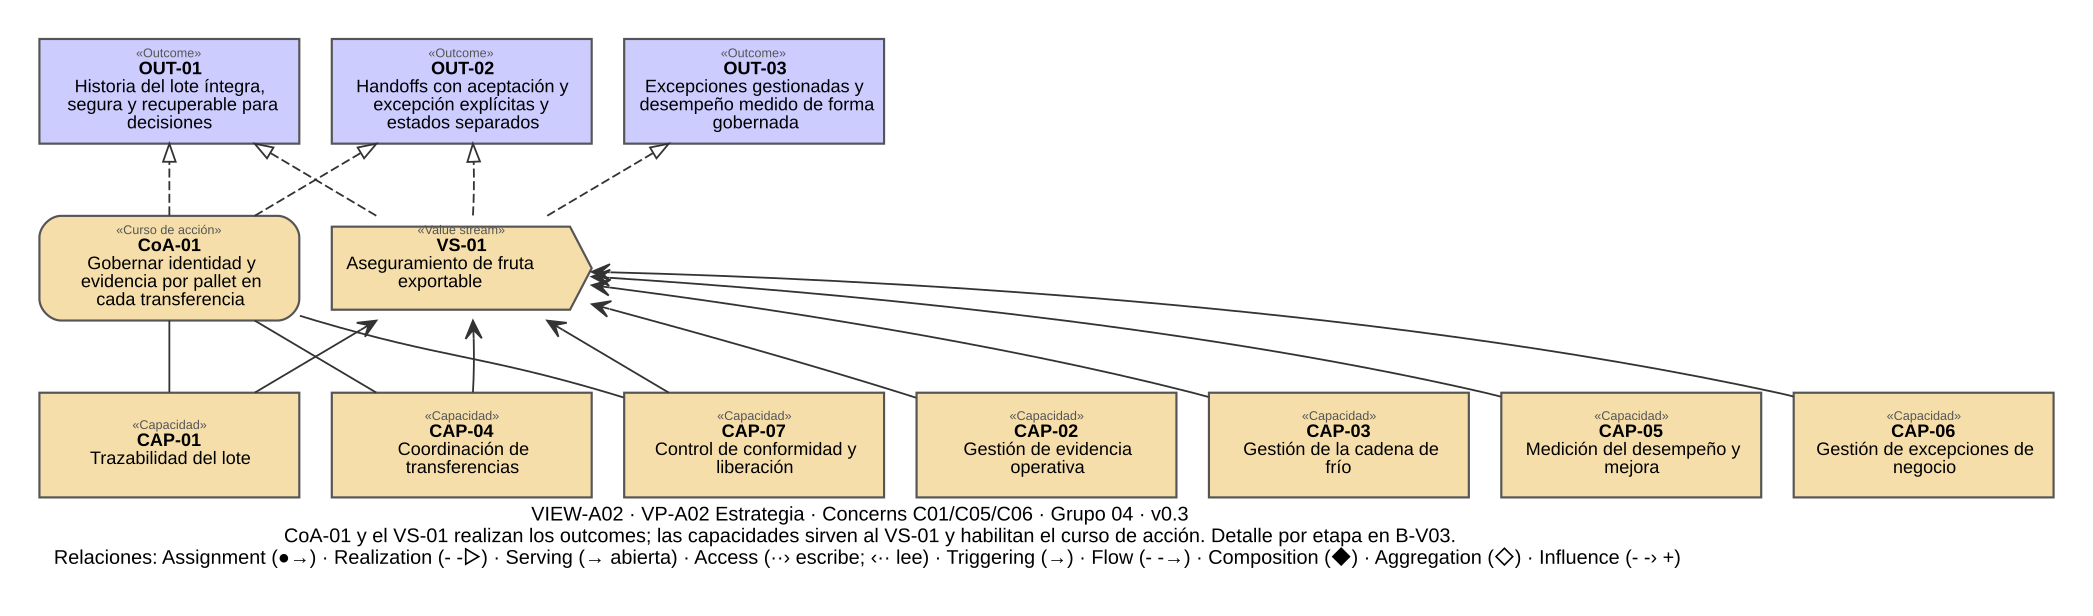 «Outcome»
OUT-01
Historia del lote íntegra,
segura y recuperable para
decisiones
«Outcome»
OUT-02
Handoffs con aceptación y
excepción explícitas y
estados separados
«Outcome»
OUT-03
Excepciones gestionadas y
desempeño medido de forma
gobernada
«Curso de acción»
CoA-01
Gobernar identidad y
evidencia por pallet en
cada transferencia
«Value stream»
VS-01
Aseguramiento de fruta
exportable
«Capacidad»
CAP-01
Trazabilidad del lote
«Capacidad»
CAP-04
Coordinación de
transferencias
«Capacidad»
CAP-07
Control de conformidad y
liberación
«Capacidad»
CAP-02
Gestión de evidencia
operativa
«Capacidad»
CAP-03
Gestión de la cadena de
frío
«Capacidad»
CAP-05
Medición del desempeño y
mejora
«Capacidad»
CAP-06
Gestión de excepciones de
negocio
VIEW-A02 · VP-A02 Estrategia · Concerns C01/C05/C06 · Grupo 04 · v0.3
CoA-01 y el VS-01 realizan los outcomes; las capacidades sirven al VS-01 y habilitan el curso de acción. Detalle por etapa en B-V03.
Relaciones: Assignment (●→) · Realization (- -▷) · Serving (→ abierta) · Access (··› escribe; ‹·· lee) · Triggering (→) · Flow (- -→) · Composition (◆) · Aggregation (◇) · Influence (- -› +)